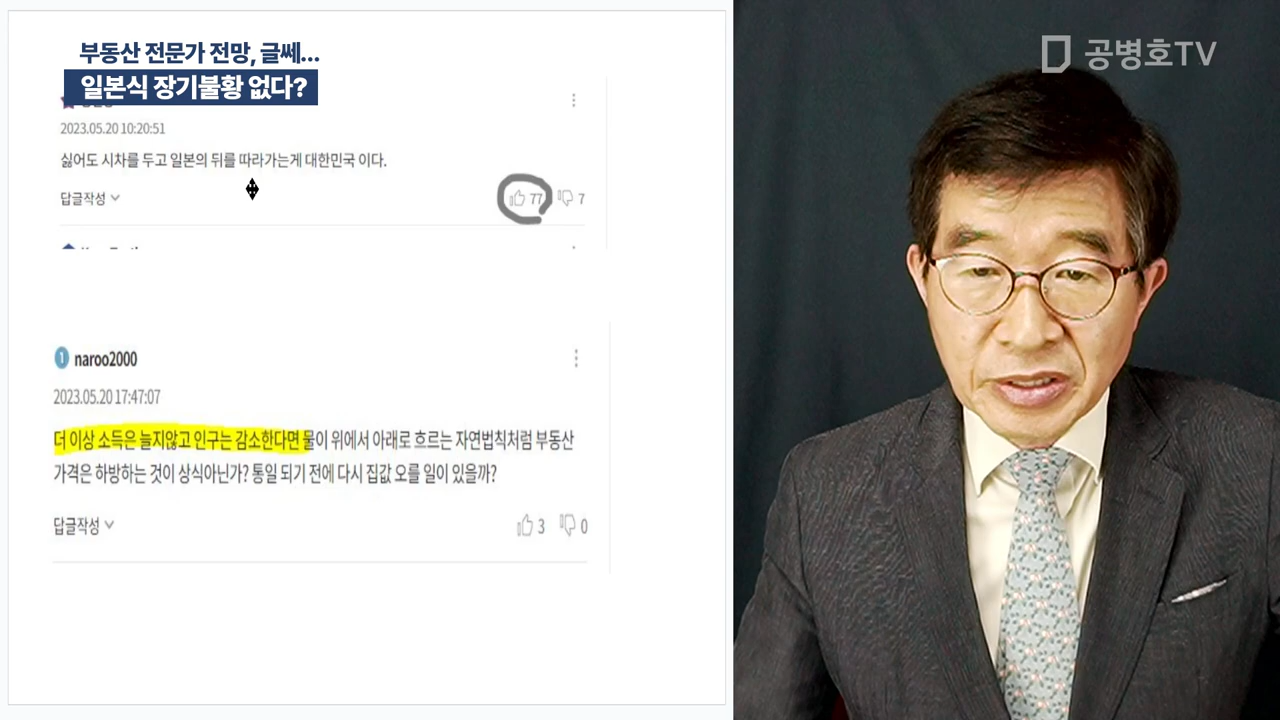 부동산 전문가 전망, 글쎄...
일본식 장기불황 없다?
2023.05.20 10:20:51
싫어도 시차를 두고 일본의 뒤를 따라가는게 대한민국 이다.
답글작성
77 7
1 naroo2000
2023.05.20 17:47:07
더 이상 소득은 늘지않고 인구는 감소한다면 물이 위에서 아래로 흐르는 자연법칙처럼 부동산
가격은 하방하는 것이 상식아닌가? 통일 되기 전에 다시 집값 오를 일이 있을까?
답글작성
3 0
공병호TV